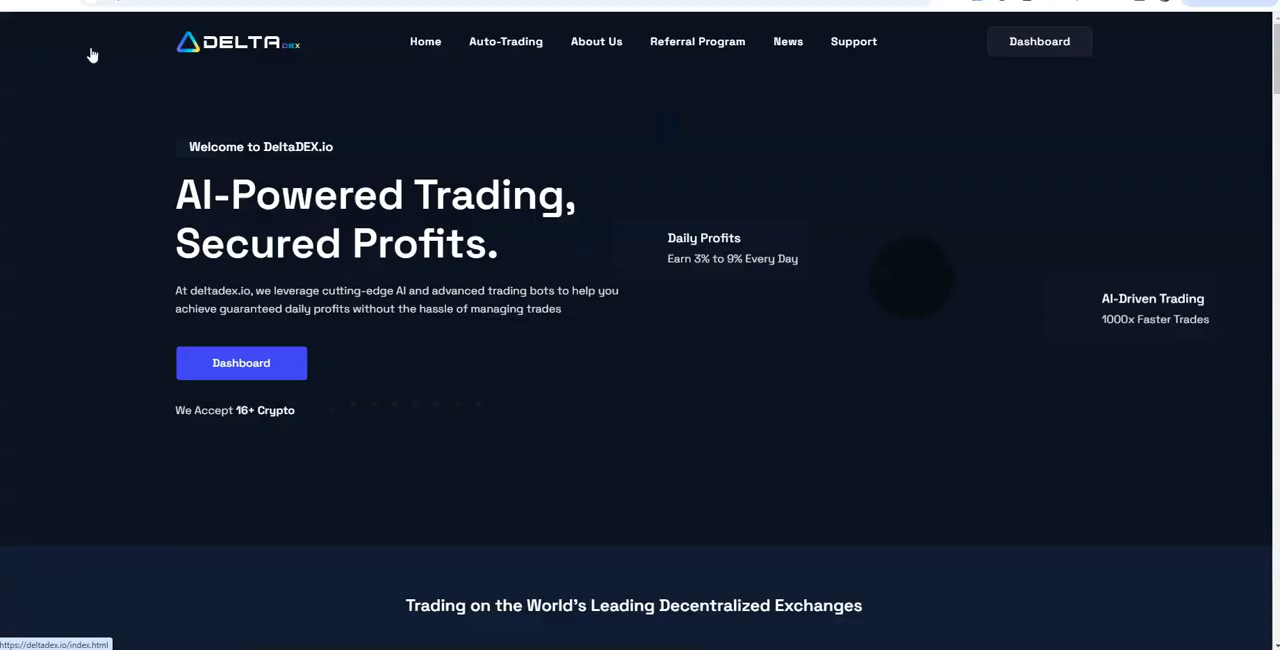 DELTA DEX
Home Auto-Trading About Us Referral Program News Support Dashboard
Welcome to DeltaDEX.io
AI-Powered Trading,
Secured Profits.
At deltadex.io, we leverage cutting-edge AI and advanced trading bots to help you
achieve guaranteed daily profits without the hassle of managing trades
Dashboard
We Accept 16+ Crypto
Daily Profits
Earn 3% to 9% Every Day
AI-Driven Trading
1000x Faster Trades
Trading on the World's Leading Decentralized Exchanges
https://deltadex.io/index.html